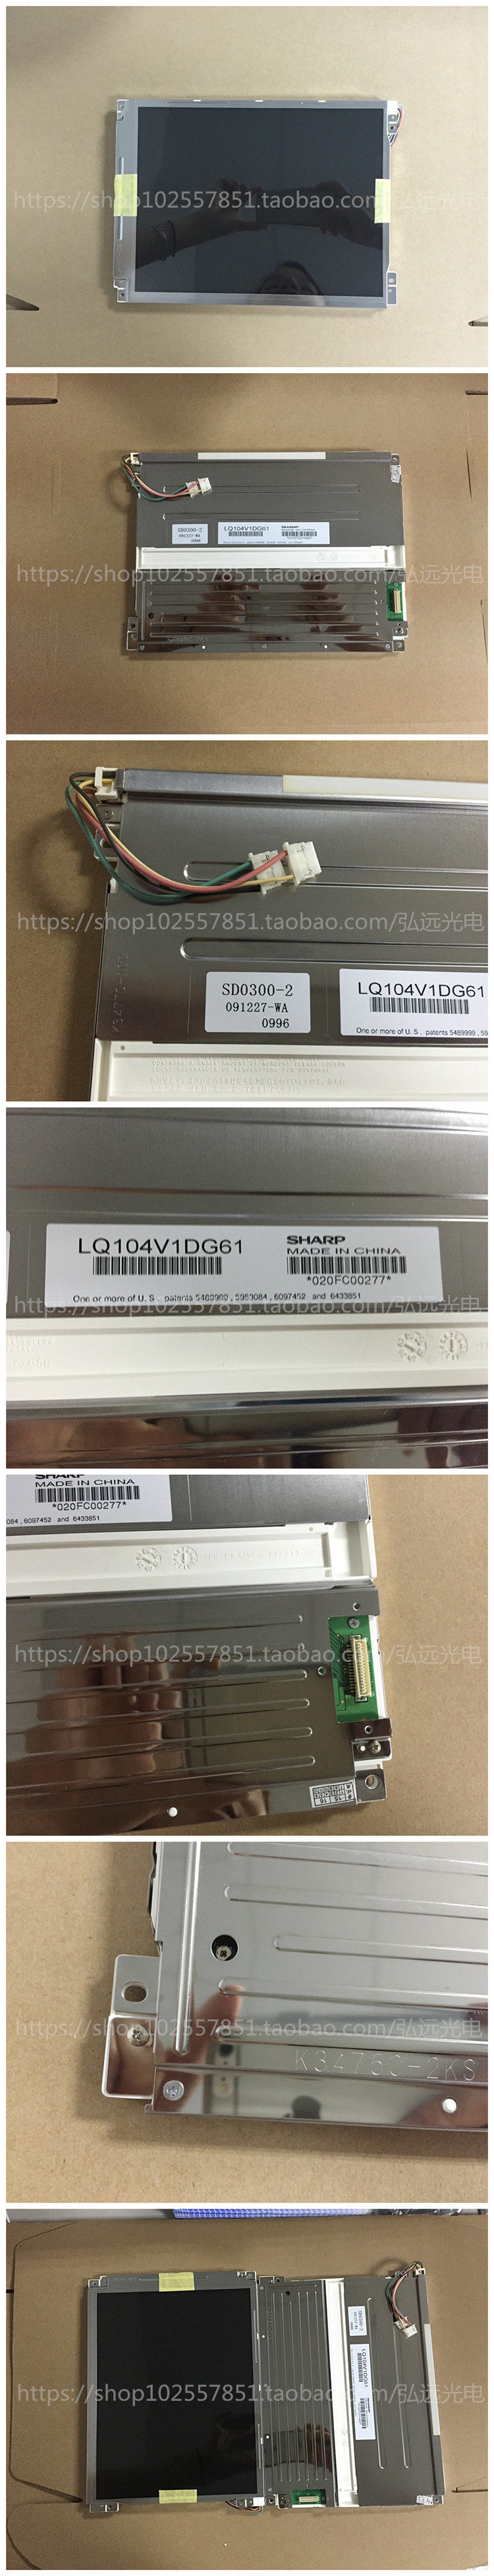 https://shop102557851.taobao.com/弘远光电
SD0300-2
091227-WA
0996
LQ104V1DG61
SHARP
https://shop102557851.taobao.com/弘远光电
https://shop102557851.taobao.com/弘远光电
SD0300-2
091227-WA
0996
LQ104V1DG61
One or more of U. S. patents 5489999 , 59
LQ104V1DG61
SHARP
MADE IN CHINA
*020FC00277*
One or more of U. S . patents 5489999 , 5953084 , 6097452 and 6433851
https://shop102557851.taobao.com/弘远光电
SHARP
MADE IN CHINA
*020FC00277*
084 , 6097452 and 6433851
https://shop102557851.taobao.com/弘远光电
https://shop102557851.taobao.com/弘远光电
K3476G-2KS
LQ104V1DG61
https://shop102557851.taobao.com/弘远光电